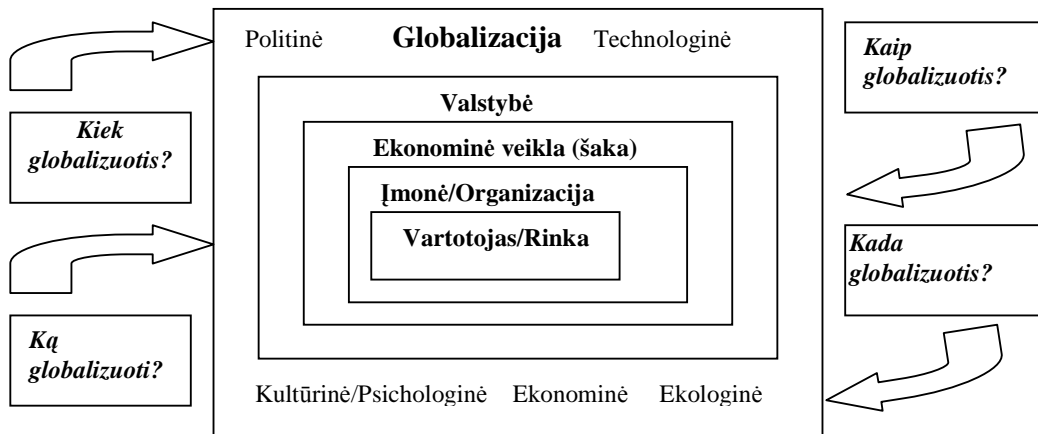 Politinė Globalizacija Technologinė
Kaip
globalizuotis?
Valstybė
Kiek
globalizuotis?
Ekonominė veikla (šaka)
Įmonė/Organizacija
Vartotojas/Rinka
Kada
globalizuotis?
Ką
globalizuoti?
Kultūrinė/Psichologinė Ekonominė Ekologinė